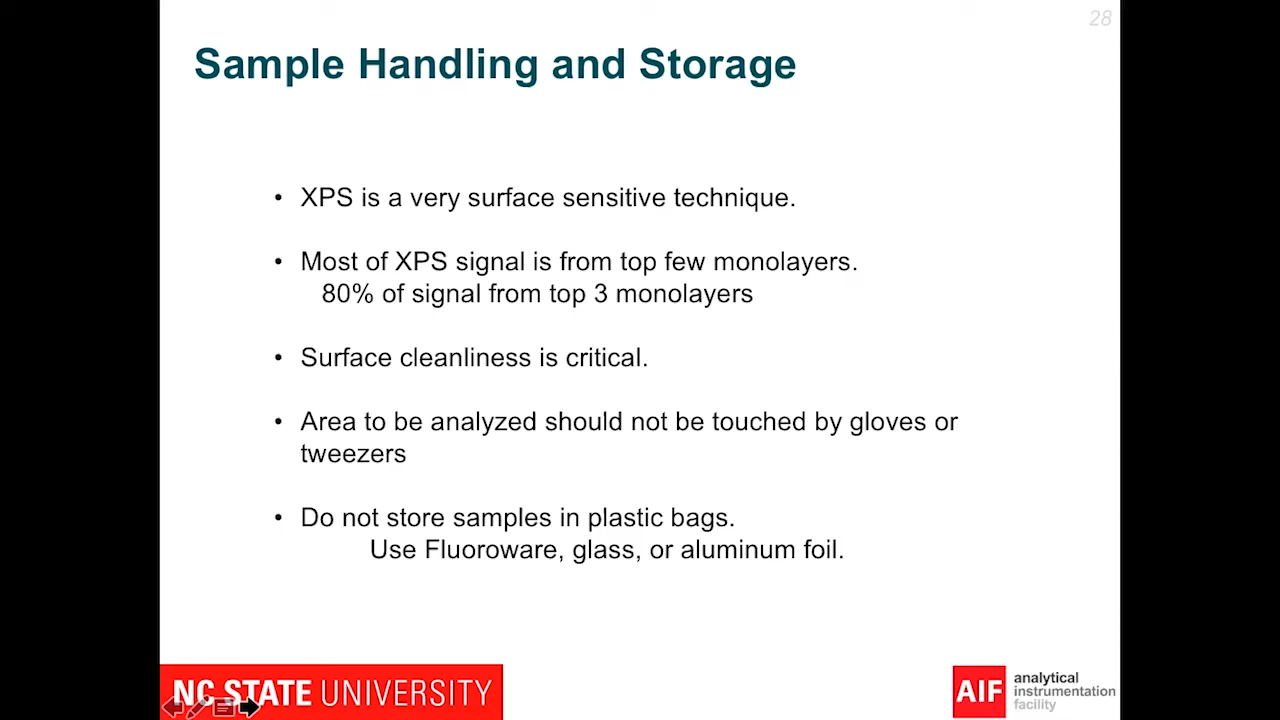 28
Sample Handling and Storage
• XPS is a very surface sensitive technique.
• Most of XPS signal is from top few monolayers.
80% of signal from top 3 monolayers
• Surface cleanliness is critical.
• Area to be analyzed should not be touched by gloves or
tweezers
• Do not store samples in plastic bags.
Use Fluoroware, glass, or aluminum foil.
NC STATE UNIVERSITY
AIF
analytical
instrumentation
facility